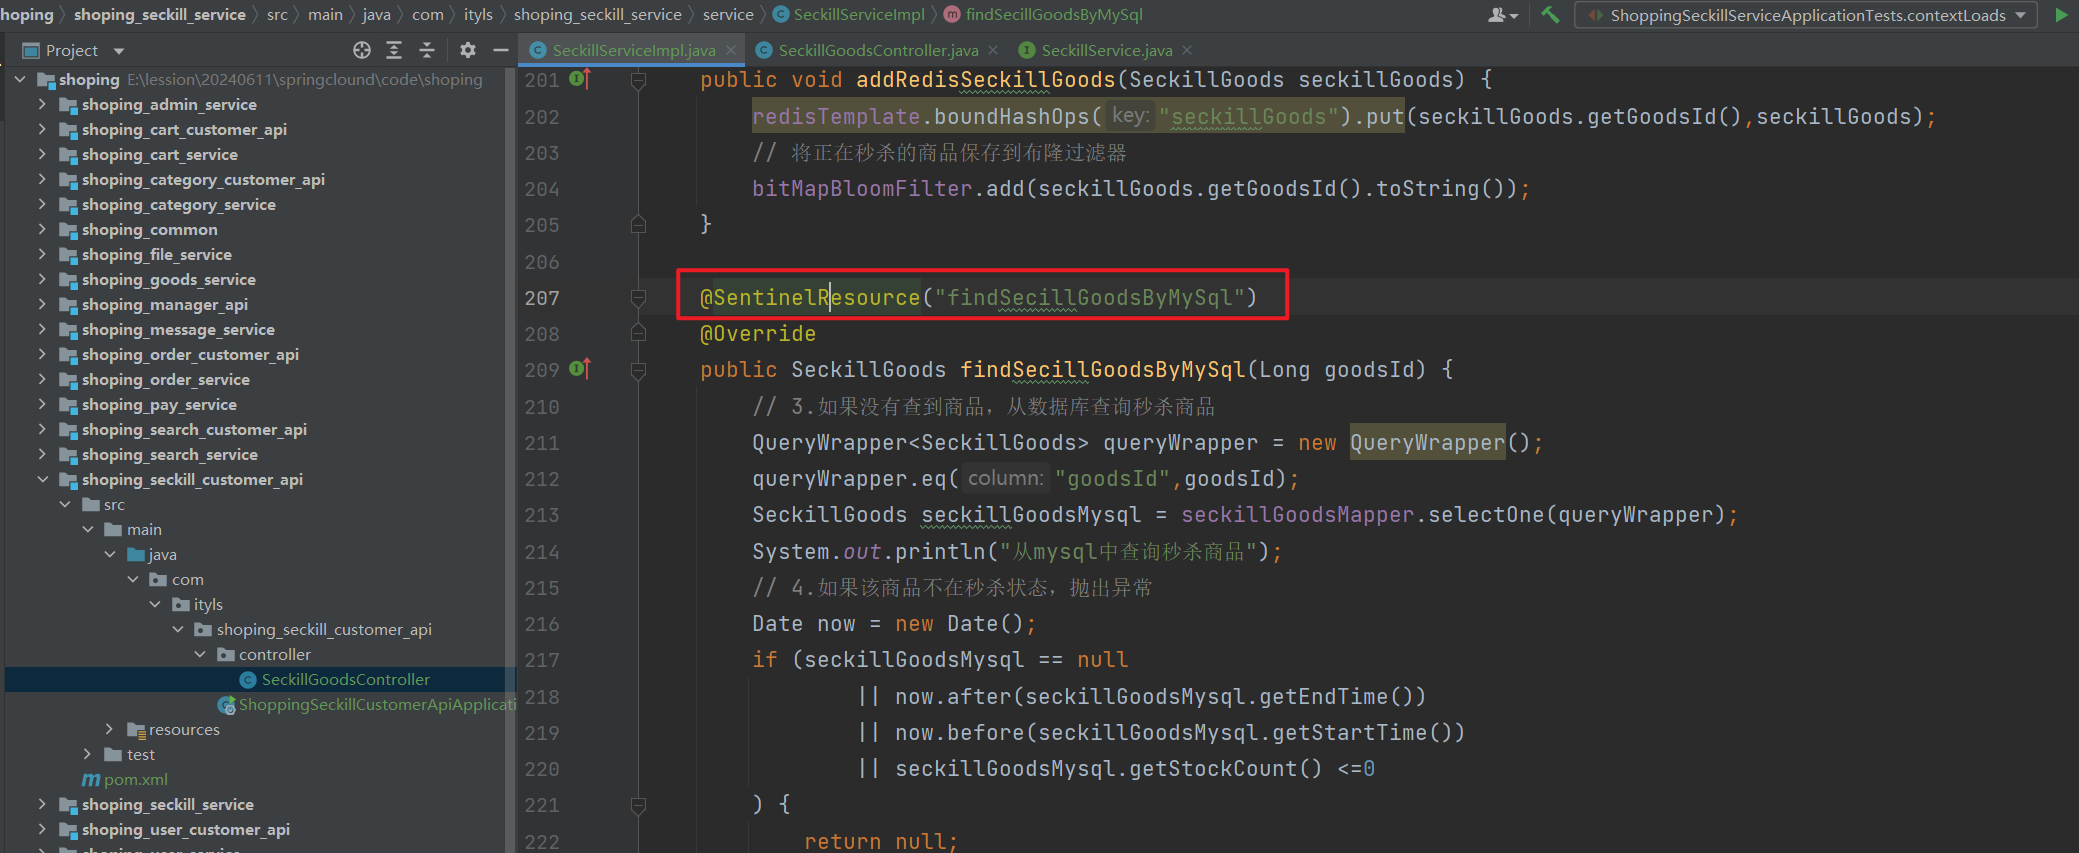 hoping shoping_seckill_service src main java com ityls shoping_seckill_service service SeckillServiceImpl findSecillGoodsByMySql ShoppingSeckillServiceApplicationTests.contextLoads
Project
SeckillServiceImpl.java SeckillGoodsController.java SeckillService.java
shoping E:\lession\20240611\springclound\code\shoping
shoping_admin_service
shoping_cart_customer_api
shoping_cart_service
shoping_category_customer_api
shoping_category_service
shoping_common
shoping_file_service
shoping_goods_service
shoping_manager_api
shoping_message_service
shoping_order_customer_api
shoping_order_service
shoping_pay_service
shoping_search_customer_api
shoping_search_service
shoping_seckill_customer_api
src
main
java
com
ityls
shoping_seckill_customer_api
controller
SeckillGoodsController
ShoppingSeckillCustomerApiApplicati
resources
test
pom.xml
shoping_seckill_service
shoping_user_customer_api
201 public void addRedisSeckillGoods(SeckillGoods seckillGoods) {
202 redisTemplate.boundHashOps( key: "seckillGoods").put(seckillGoods.getGoodsId(),seckillGoods);
203 // 将正在秒杀的商品保存到布隆过滤器
204 bitMapBloomFilter.add(seckillGoods.getGoodsId().toString());
205 }
206
207 @SentinelResource("findSecillGoodsByMySql")
208 @Override
209 public SeckillGoods findSecillGoodsByMySql(Long goodsId) {
210 // 3.如果没有查到商品，从数据库查询秒杀商品
211 QueryWrapper<SeckillGoods> queryWrapper = new QueryWrapper();
212 queryWrapper.eq( column: "goodsId",goodsId);
213 SeckillGoods seckillGoodsMysql = seckillGoodsMapper.selectOne(queryWrapper);
214 System.out.println("从mysql中查询秒杀商品");
215 // 4.如果该商品不在秒杀状态，抛出异常
216 Date now = new Date();
217 if (seckillGoodsMysql == null
218 || now.after(seckillGoodsMysql.getEndTime())
219 || now.before(seckillGoodsMysql.getStartTime())
220 || seckillGoodsMysql.getStockCount() <=0
221 ) {
222 return null;